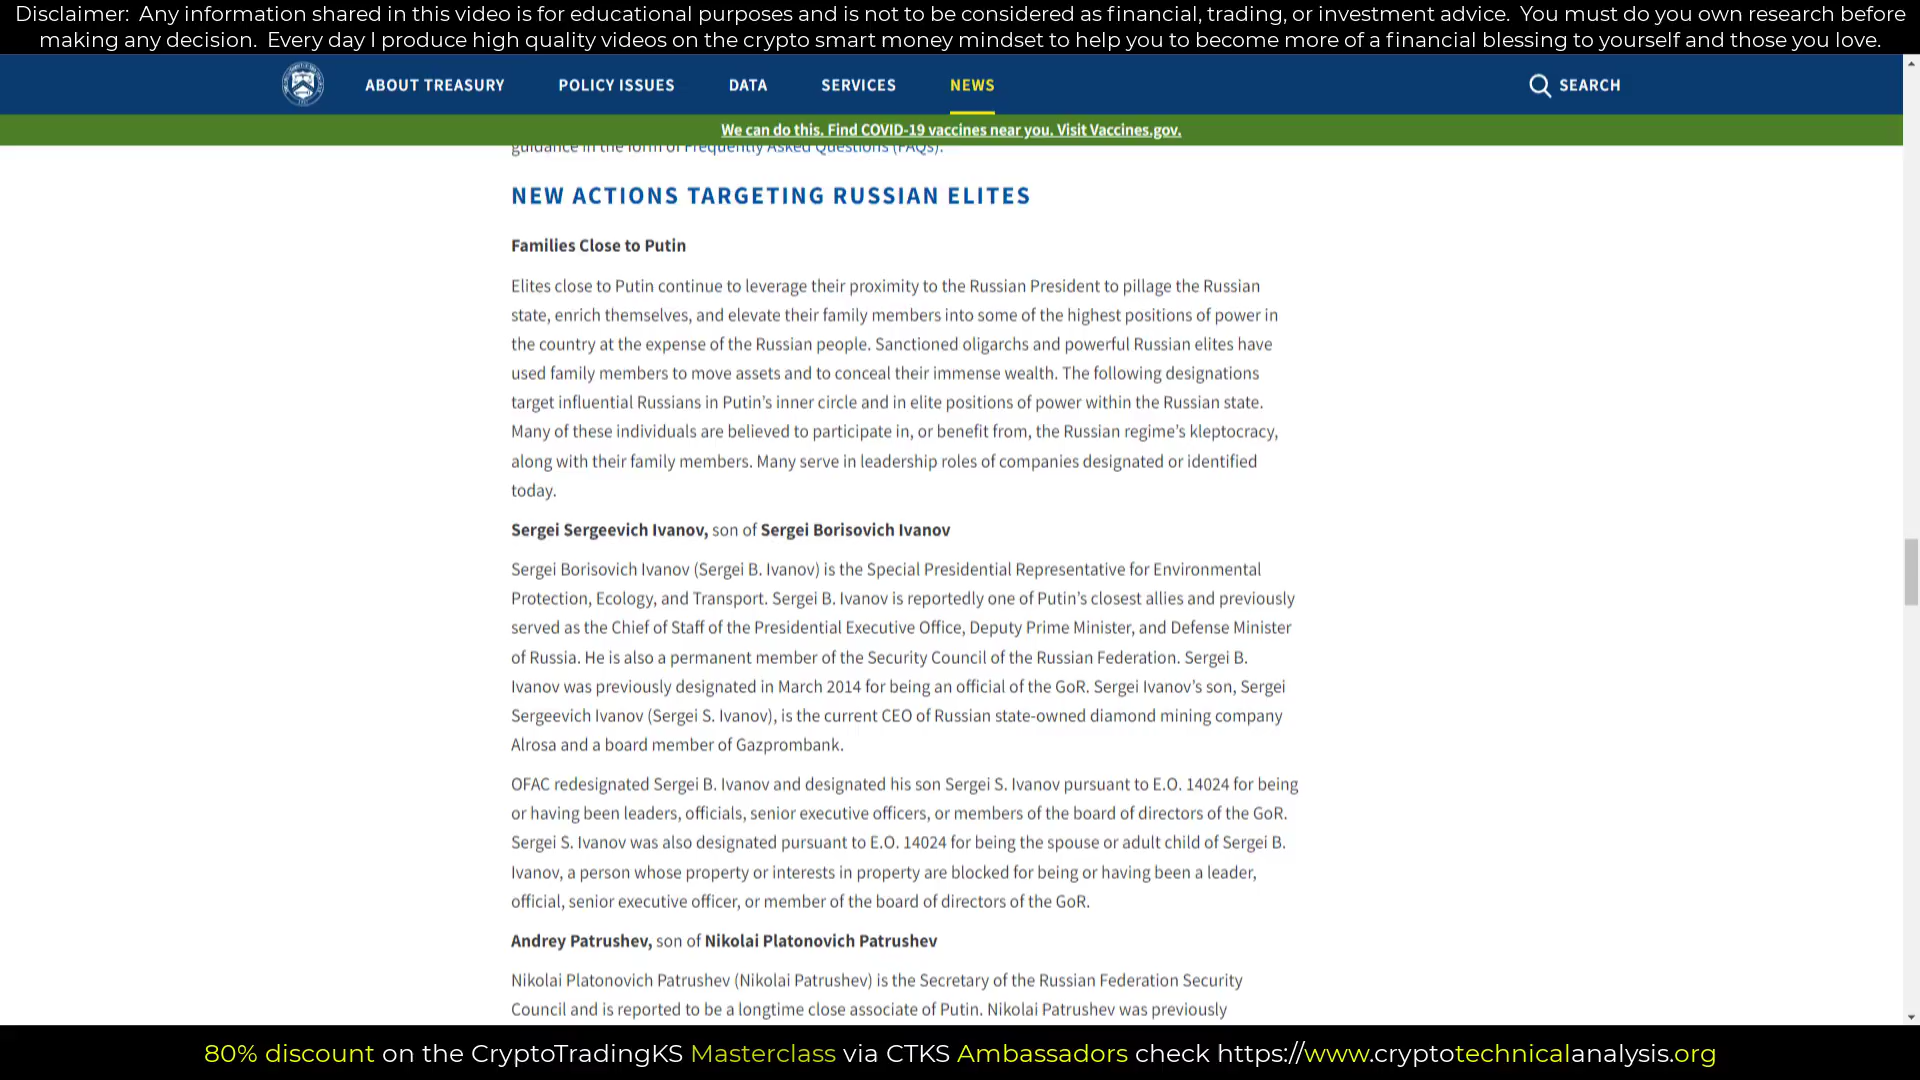 Disclaimer:  Any information shared in this video is for educational purposes and is not to be considered as financial, trading, or investment advice.  You must do you own research before
making any decision.  Every day I produce high quality videos on the crypto smart money mindset to help you to become more of a financial blessing to yourself and those you love.
ABOUT TREASURY POLICY ISSUES DATA SERVICES NEWS SEARCH
We can do this. Find COVID-19 vaccines near you. Visit Vaccines.gov.
guidance in the form of Frequently Asked Questions (FAQs).
NEW ACTIONS TARGETING RUSSIAN ELITES
Families Close to Putin
Elites close to Putin continue to leverage their proximity to the Russian President to pillage the Russian
state, enrich themselves, and elevate their family members into some of the highest positions of power in
the country at the expense of the Russian people. Sanctioned oligarchs and powerful Russian elites have
used family members to move assets and to conceal their immense wealth. The following designations
target influential Russians in Putin’s inner circle and in elite positions of power within the Russian state.
Many of these individuals are believed to participate in, or benefit from, the Russian regime’s kleptocracy,
along with their family members. Many serve in leadership roles of companies designated or identified
today.
Sergei Sergeevich Ivanov, son of Sergei Borisovich Ivanov
Sergei Borisovich Ivanov (Sergei B. Ivanov) is the Special Presidential Representative for Environmental
Protection, Ecology, and Transport. Sergei B. Ivanov is reportedly one of Putin’s closest allies and previously
served as the Chief of Staff of the Presidential Executive Office, Deputy Prime Minister, and Defense Minister
of Russia. He is also a permanent member of the Security Council of the Russian Federation. Sergei B.
Ivanov was previously designated in March 2014 for being an official of the GoR. Sergei Ivanov’s son, Sergei
Sergeevich Ivanov (Sergei S. Ivanov), is the current CEO of Russian state-owned diamond mining company
Alrosa and a board member of Gazprombank.
OFAC redesignated Sergei B. Ivanov and designated his son Sergei S. Ivanov pursuant to E.O. 14024 for being
or having been leaders, officials, senior executive officers, or members of the board of directors of the GoR.
Sergei S. Ivanov was also designated pursuant to E.O. 14024 for being the spouse or adult child of Sergei B.
Ivanov, a person whose property or interests in property are blocked for being or having been a leader,
official, senior executive officer, or member of the board of directors of the GoR.
Andrey Patrushev, son of Nikolai Platonovich Patrushev
Nikolai Platonovich Patrushev (Nikolai Patrushev) is the Secretary of the Russian Federation Security
Council and is reported to be a longtime close associate of Putin. Nikolai Patrushev was previously
80% discount on the CryptoTradingKS Masterclass via CTKS Ambassadors check https://www.cryptotechnicalanalysis.org